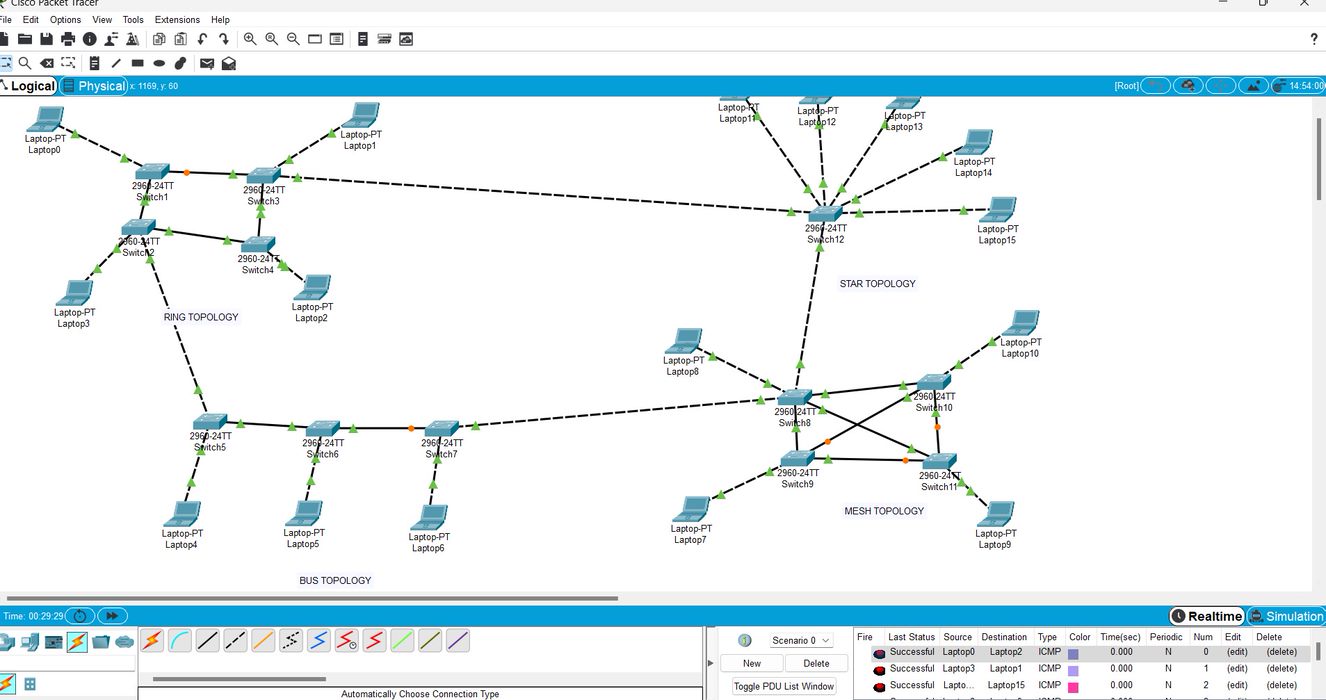 Cisco Packet Tracer
File Edit Options View Tools Extensions Help
?
Logical Physical x: 1169, y: 60
[Root] 14:54:00
Laptop-PT
Laptop0
Laptop-PT
Laptop1
2960-24TT
Switch1
2960-24TT
Switch3
2960-24TT
Switch2
2960-24TT
Switch4
Laptop-PT
Laptop3
Laptop-PT
Laptop2
RING TOPOLOGY
Laptop-PT
Laptop11
Laptop-PT
Laptop12
Laptop-PT
Laptop13
Laptop-PT
Laptop14
Laptop-PT
Laptop15
2960-24TT
Switch12
STAR TOPOLOGY
2960-24TT
Switch5
2960-24TT
Switch6
2960-24TT
Switch7
Laptop-PT
Laptop4
Laptop-PT
Laptop5
Laptop-PT
Laptop6
BUS TOPOLOGY
Laptop-PT
Laptop8
Laptop-PT
Laptop10
2960-24TT
Switch8
2960-24TT
Switch10
2960-24TT
Switch9
2960-24TT
Switch11
Laptop-PT
Laptop7
Laptop-PT
Laptop9
MESH TOPOLOGY
Time: 00:29:29
Realtime Simulation
Automatically Choose Connection Type
Scenario 0
New Delete
Toggle PDU List Window
Fire Last Status Source Destination Type Color Time(sec) Periodic Num Edit Delete
Successful Laptop0 Laptop2 ICMP 0.000 N 0 (edit) (delete)
Successful Laptop3 Laptop1 ICMP 0.000 N 1 (edit) (delete)
Successful Lapto... Laptop15 ICMP 0.000 N 2 (edit) (delete)